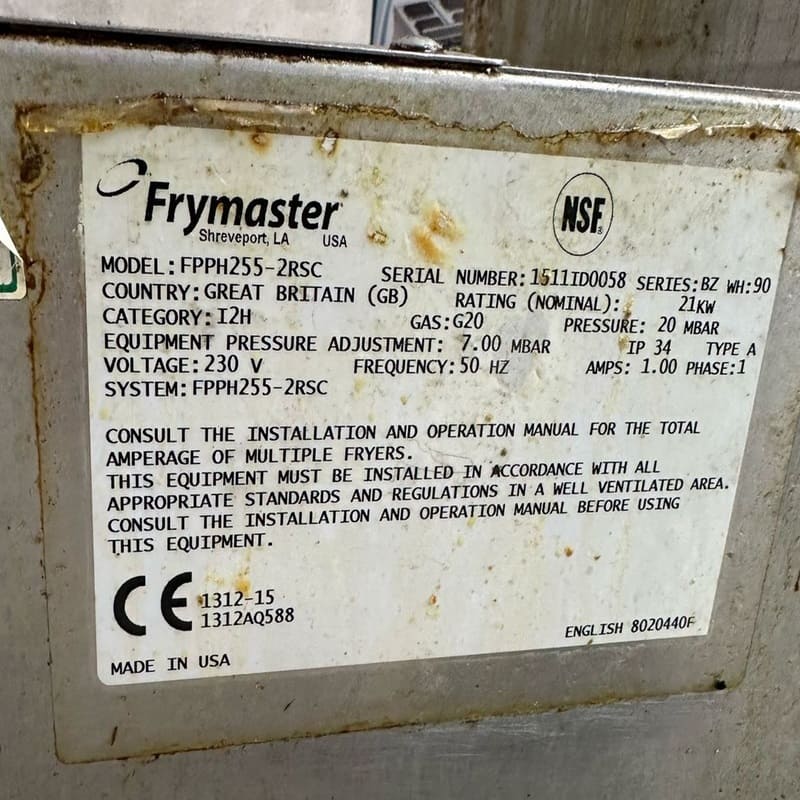 Frymaster
Shreveport, LA USA
NSF
MODEL: FPPH255-2RSC SERIAL NUMBER: 1511ID0058 SERIES: BZ WH: 90
COUNTRY: GREAT BRITAIN (GB) RATING (NOMINAL): 21KW
CATEGORY: I2H GAS: G20 PRESSURE: 20 MBAR
EQUIPMENT PRESSURE ADJUSTMENT: 7.00 MBAR IP 34 TYPE A
VOLTAGE: 230 V FREQUENCY: 50 HZ AMPS: 1.00 PHASE: 1
SYSTEM: FPPH255-2RSC
CONSULT THE INSTALLATION AND OPERATION MANUAL FOR THE TOTAL
AMPERAGE OF MULTIPLE FRYERS.
THIS EQUIPMENT MUST BE INSTALLED IN ACCORDANCE WITH ALL
APPROPRIATE STANDARDS AND REGULATIONS IN A WELL VENTILATED AREA.
CONSULT THE INSTALLATION AND OPERATION MANUAL BEFORE USING
THIS EQUIPMENT.
CE 1312-15
1312AQ588
ENGLISH 8020440F
MADE IN USA